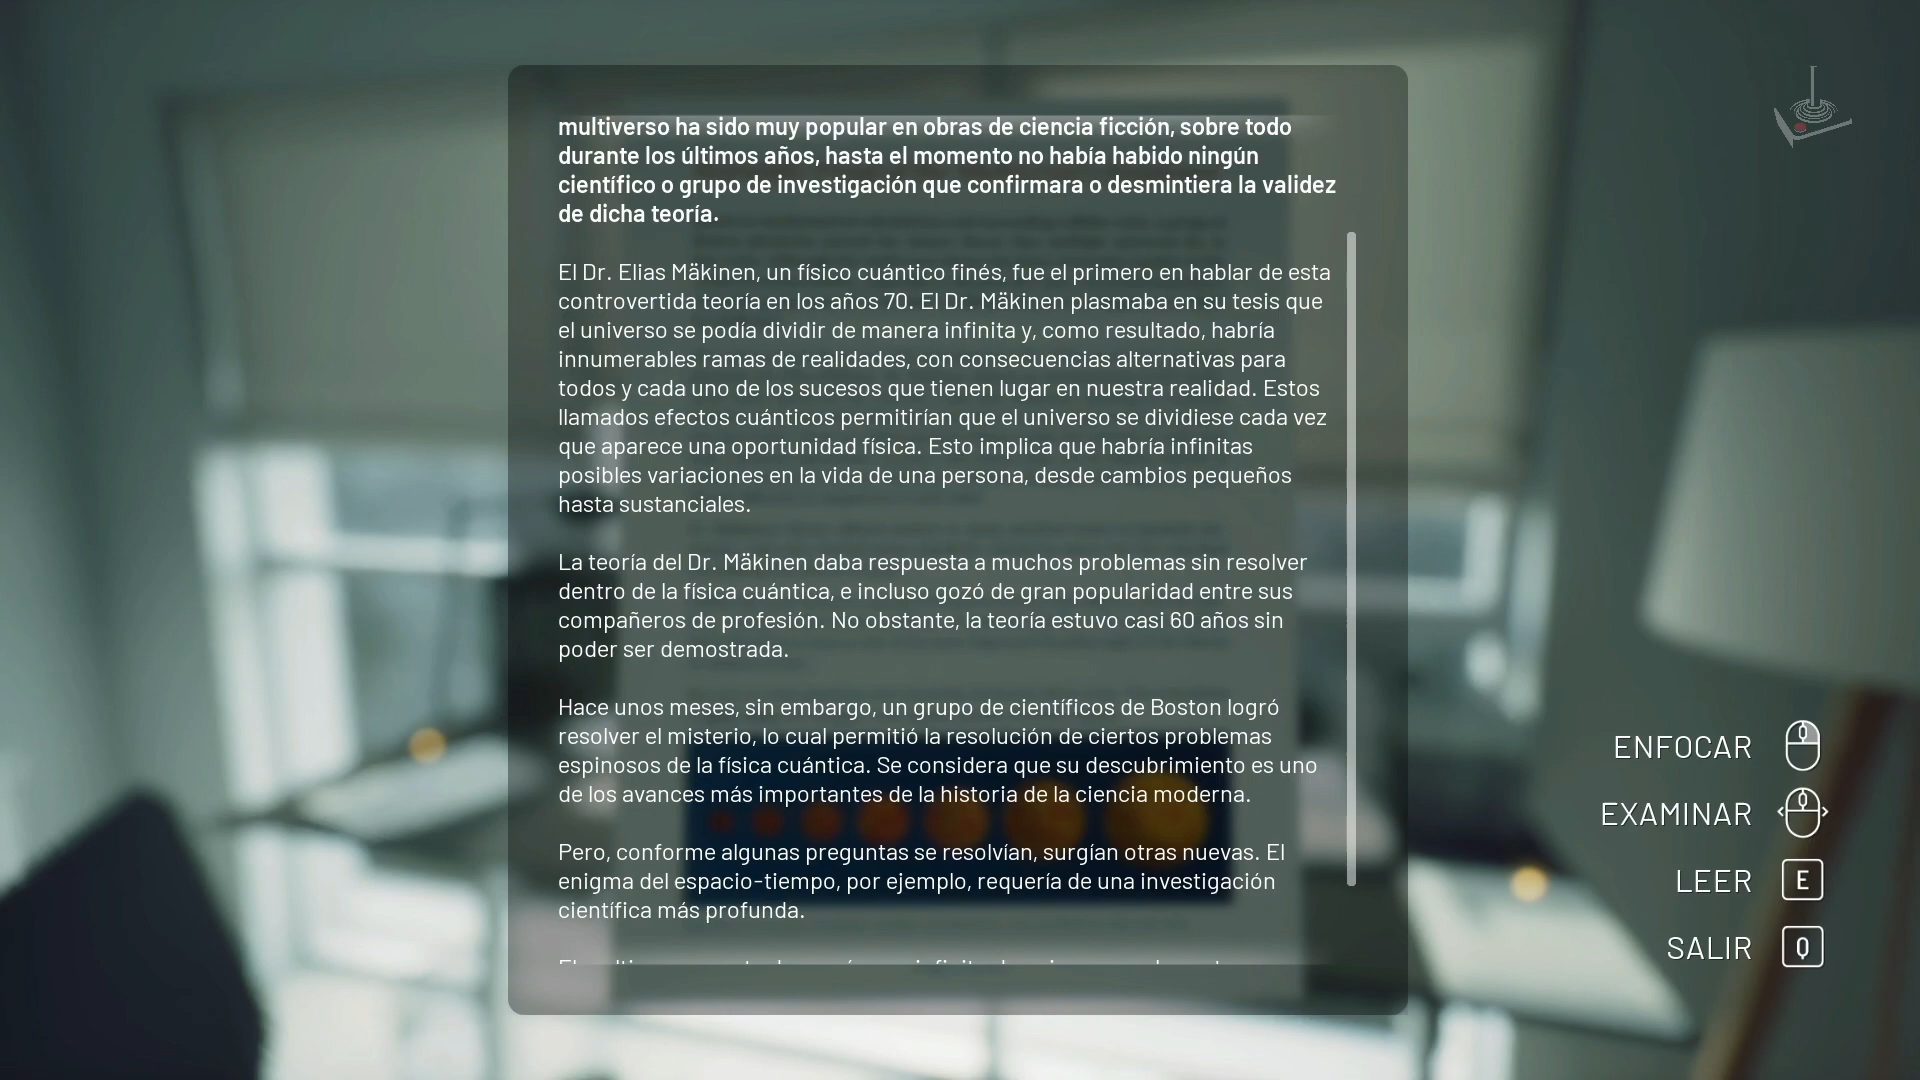 multiverso ha sido muy popular en obras de ciencia ficción, sobre todo
durante los últimos años, hasta el momento no había habido ningún
científico o grupo de investigación que confirmara o desmintiera la validez
de dicha teoría.
El Dr. Elias Mäkinen, un físico cuántico finés, fue el primero en hablar de esta
controvertida teoría en los años 70. El Dr. Mäkinen plasmaba en su tesis que
el universo se podía dividir de manera infinita y, como resultado, habría
innumerables ramas de realidades, con consecuencias alternativas para
todos y cada uno de los sucesos que tienen lugar en nuestra realidad. Estos
llamados efectos cuánticos permitirían que el universo se dividiese cada vez
que aparece una oportunidad física. Esto implica que habría infinitas
posibles variaciones en la vida de una persona, desde cambios pequeños
hasta sustanciales.
La teoría del Dr. Mäkinen daba respuesta a muchos problemas sin resolver
dentro de la física cuántica, e incluso gozó de gran popularidad entre sus
compañeros de profesión. No obstante, la teoría estuvo casi 60 años sin
poder ser demostrada.
Hace unos meses, sin embargo, un grupo de científicos de Boston logró
resolver el misterio, lo cual permitió la resolución de ciertos problemas
espinosos de la física cuántica. Se considera que su descubrimiento es uno
de los avances más importantes de la historia de la ciencia moderna.
Pero, conforme algunas preguntas se resolvían, surgían otras nuevas. El
enigma del espacio-tiempo, por ejemplo, requería de una investigación
científica más profunda.
ENFOCAR
EXAMINAR
LEER E
SALIR Q